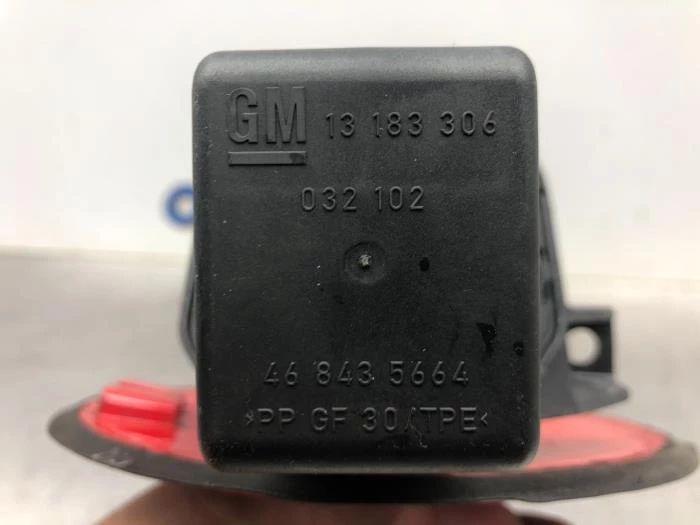 GM 13 183 306
032 102
46 843 5664
>PP GF 30/TPE<